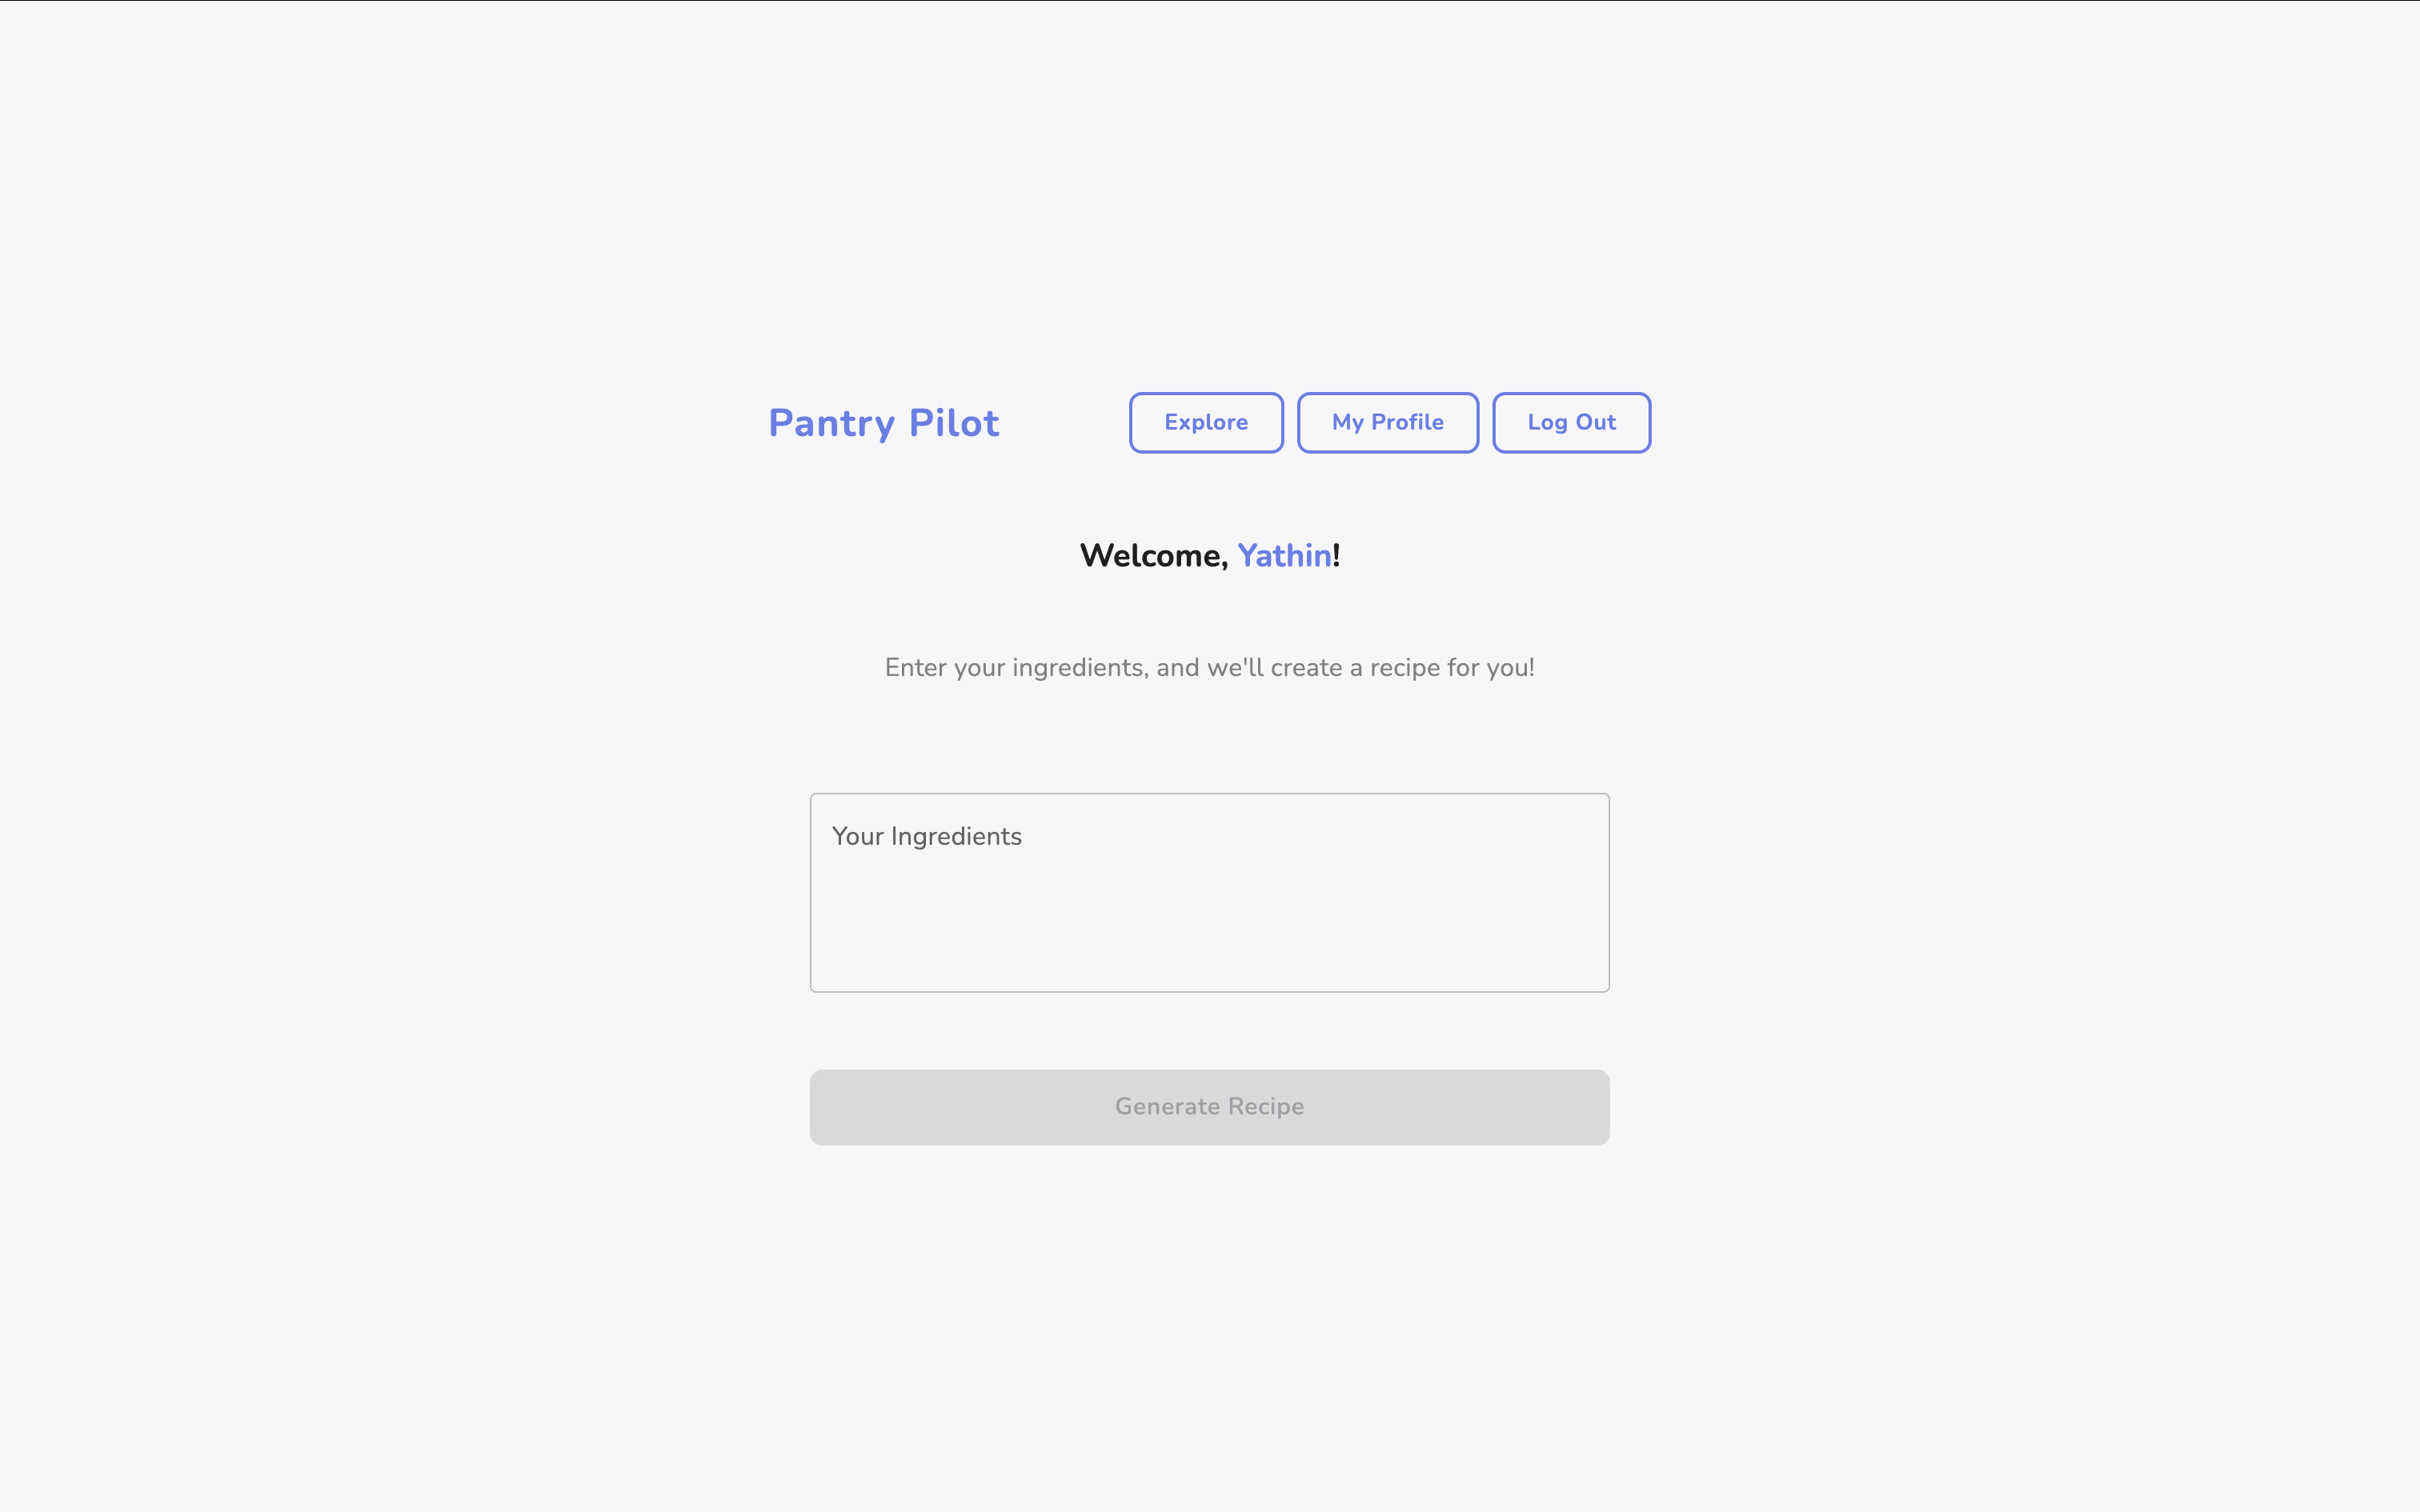 Pantry Pilot
Explore
My Profile
Log Out
Welcome, Yathin!
Enter your ingredients, and we'll create a recipe for you!
Your Ingredients
Generate Recipe